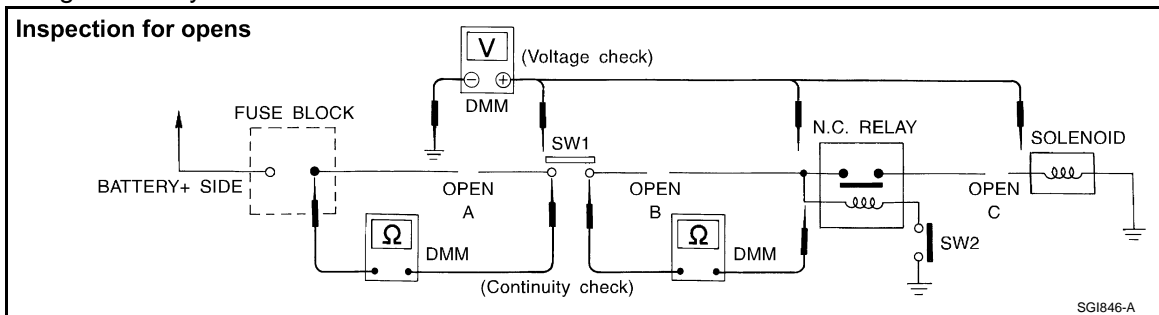 Inspection for opens
V
(Voltage check)
DMM
FUSE BLOCK
N.C. RELAY
SW1
SOLENOID
BATTERY+ SIDE
OPEN
A
OPEN
B
OPEN
C
Ω
DMM
Ω
DMM
SW2
(Continuity check)
SGI846-A